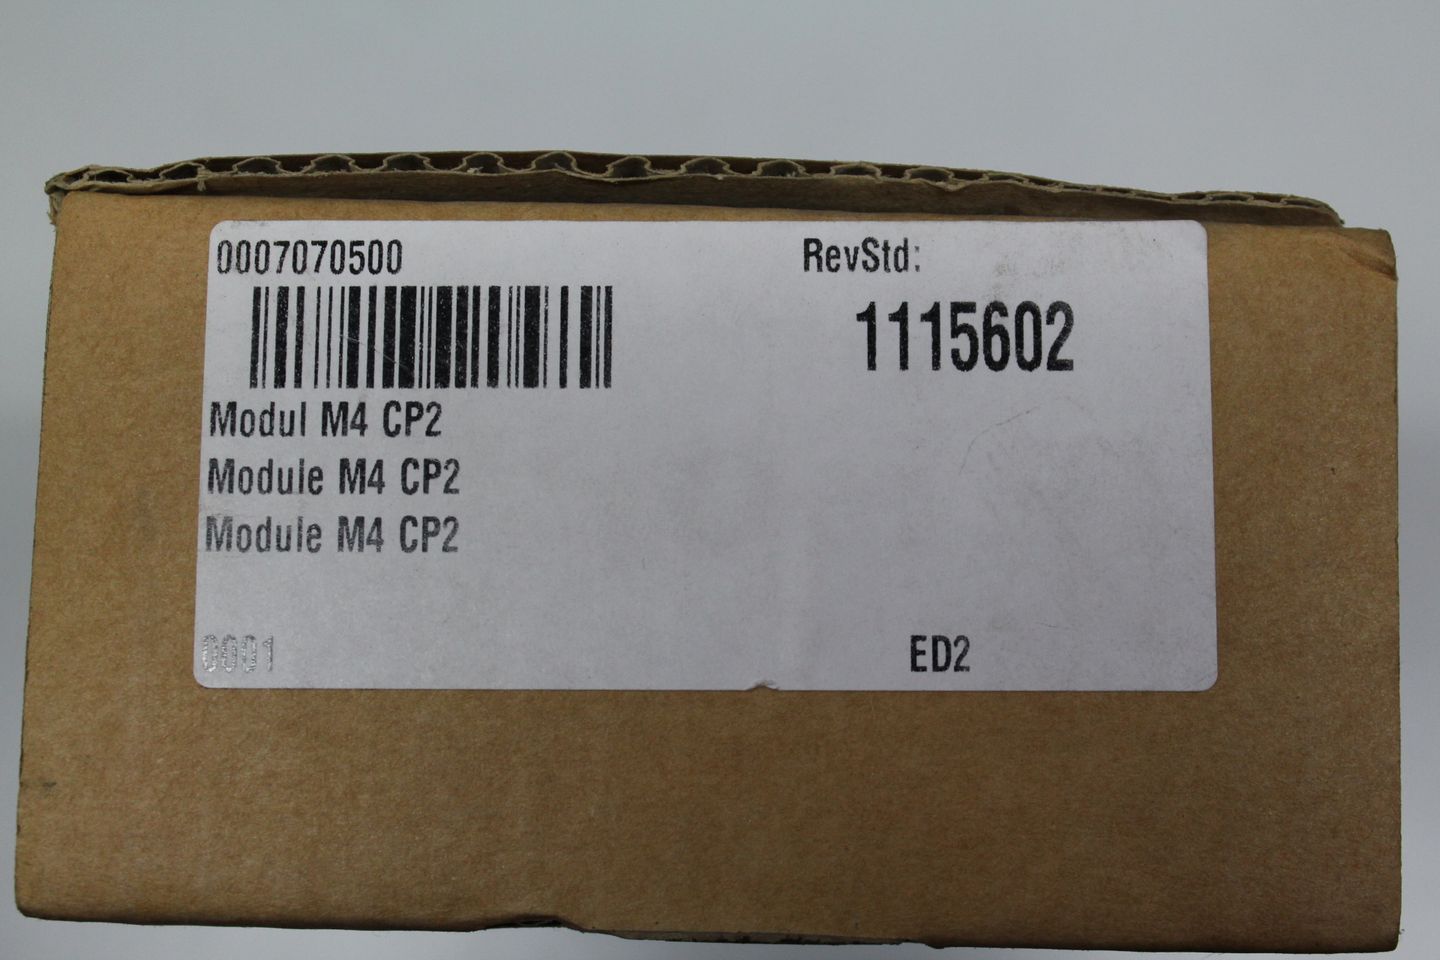 0007070500
RevStd:
1115602
Modul M4 CP2
Module M4 CP2
Module M4 CP2
0001
ED2